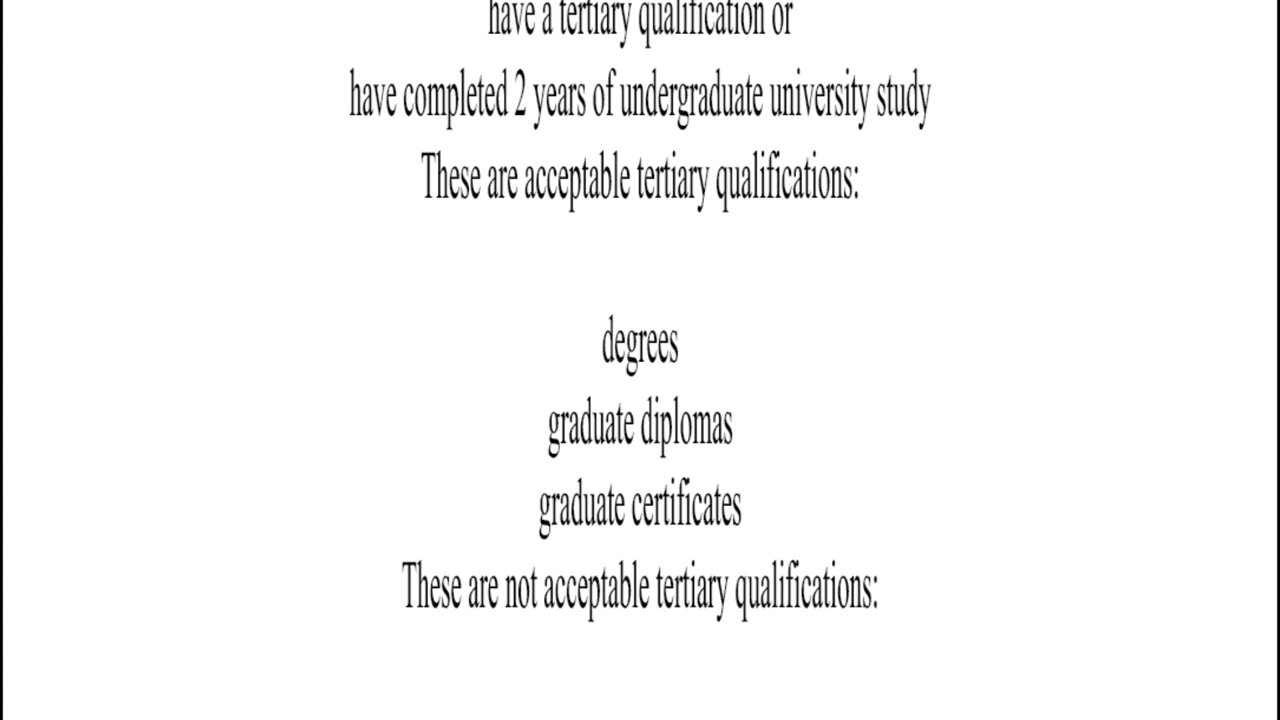 have a tertiary qualification or
have completed 2 years of undergraduate university study
These are acceptable tertiary qualifications:
degrees
graduate diplomas
graduate certificates
These are not acceptable tertiary qualifications: